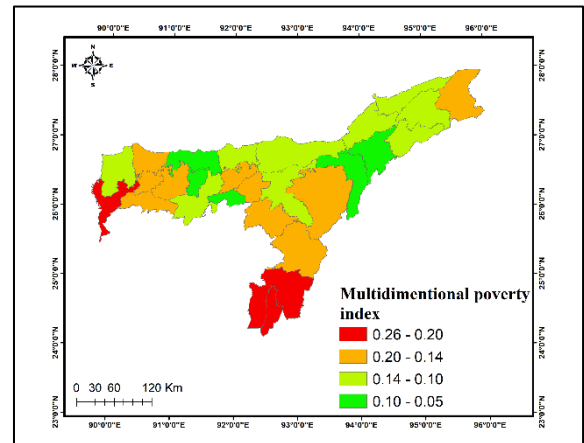 90°0'0"E 91°0'0"E 92°0'0"E 93°0'0"E 94°0'0"E 95°0'0"E 96°0'0"E
N
W E
S
28°0'0"N 28°0'0"N
27°0'0"N 27°0'0"N
26°0'0"N 26°0'0"N
25°0'0"N 25°0'0"N
24°0'0"N 24°0'0"N
23°0'0"N 23°0'0"N
Multidimentional poverty
index
0.26 - 0.20
0.20 - 0.14
0.14 - 0.10
0.10 - 0.05
0 30 60 120 Km
90°0'0"E 91°0'0"E 92°0'0"E 93°0'0"E 94°0'0"E 95°0'0"E 96°0'0"E